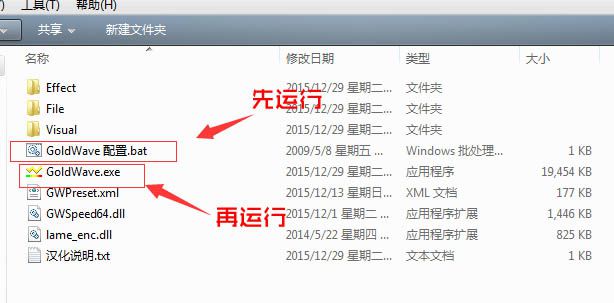 工具(T) 帮助(H)
共享 新建文件夹
名称 修改日期 类型 大小
Effect 2015/12/29 星期二... 文件夹
File 2015/12/29 星期二... 文件夹
Visual 2015/12/29 星期二... 文件夹
GoldWave 配置.bat 2009/5/8 星期五 ... Windows 批处理... 1 KB
GoldWave.exe 2015/12/29 星期二... 应用程序 19,454 KB
GWPreset.xml 2015/12/13 星期日... XML 文档 177 KB
GWSpeed64.dll 2015/12/1 星期二 ... 应用程序扩展 1,446 KB
lame_enc.dll 2014/5/22 星期四 ... 应用程序扩展 825 KB
汉化说明.txt 2015/12/29 星期二... 文本文档 1 KB
先运行
再运行